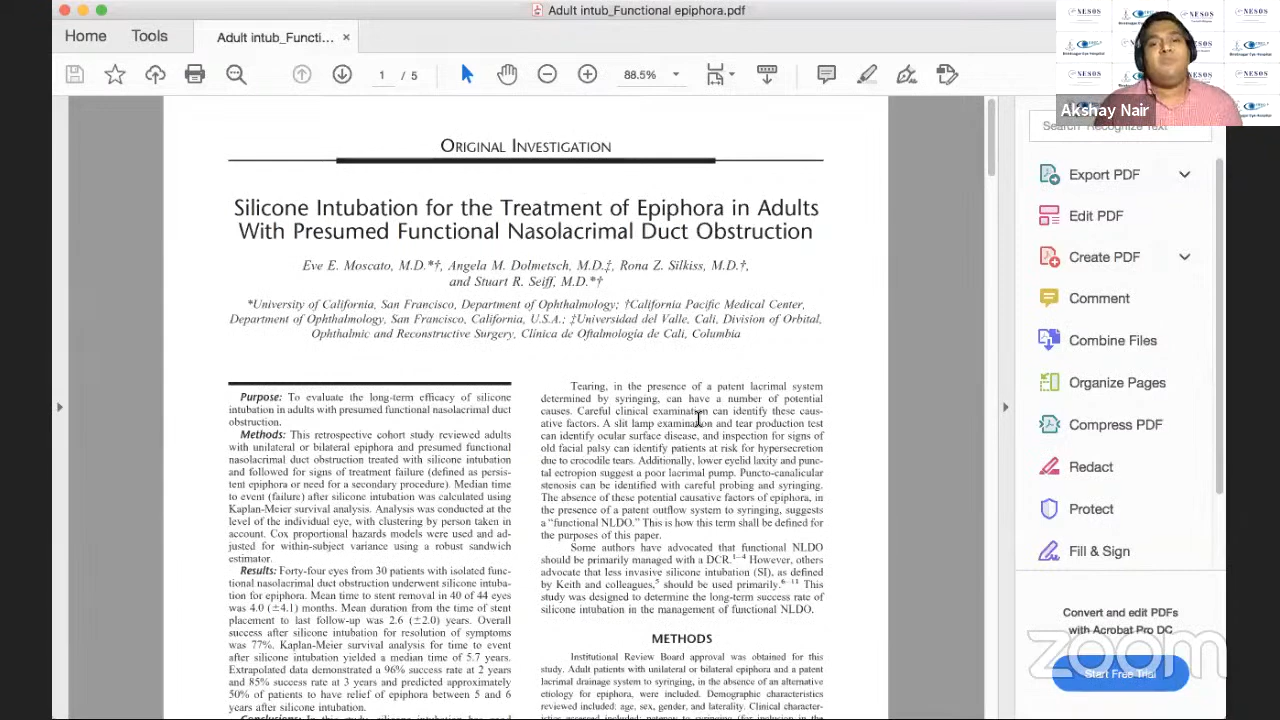 Adult intub_Functional epiphora.pdf
Home
Tools
Adult intub_Functi... ×
1 / 5
88.5%
Akshay Nair
NESOS
Search 'Recognize Text'
Export PDF
Edit PDF
Create PDF
Comment
Combine Files
Organize Pages
Compress PDF
Redact
Protect
Fill & Sign
Convert and edit PDFs
with Acrobat Pro DC
Start Free Trial
zoom
ORIGINAL INVESTIGATION
Silicone Intubation for the Treatment of Epiphora in Adults
With Presumed Functional Nasolacrimal Duct Obstruction
Eve E. Moscato, M.D.*†, Angela M. Dolmetsch, M.D.‡, Rona Z. Silkiss, M.D.†,
and Stuart R. Seiff, M.D.*†
*University of California, San Francisco, Department of Ophthalmology; †California Pacific Medical Center,
Department of Ophthalmology, San Francisco, California, U.S.A.; ‡Universidad del Valle, Cali, Division of Orbital,
Ophthalmic and Reconstructive Surgery, Clínica de Oftalmología de Cali, Columbia
Purpose: To evaluate the long-term efficacy of silicone
intubation in adults with presumed functional nasolacrimal duct
obstruction.
Methods: This retrospective cohort study reviewed adults
with unilateral or bilateral epiphora and presumed functional
nasolacrimal duct obstruction treated with silicone intubation
and followed for signs of treatment failure (defined as persis-
tent epiphora or need for a secondary procedure). Median time
to event (failure) after silicone intubation was calculated using
Kaplan-Meier survival analysis. Analysis was conducted at the
level of the individual eye, with clustering by person taken in
account. Cox proportional hazards models were used and ad-
justed for within-subject variance using a robust sandwich
estimator.
Results: Forty-four eyes from 30 patients with isolated func-
tional nasolacrimal duct obstruction underwent silicone intuba-
tion for epiphora. Mean time to stent removal in 40 of 44 eyes
was 4.0 (±4.1) months. Mean duration from the time of stent
placement to last follow-up was 2.6 (±2.0) years. Overall
success after silicone intubation for resolution of symptoms
was 77%. Kaplan-Meier survival analysis for time to event
after silicone intubation yielded a median time of 5.7 years.
Extrapolated data demonstrated a 96% success rate at 2 years
and 85% success rate at 3 years and predicted approximately
50% of patients to have relief of epiphora between 5 and 6
years after silicone intubation.
Tearing, in the presence of a patent lacrimal system
determined by syringing, can have a number of potential
causes. Careful clinical examination can identify these caus-
ative factors. A slit lamp examination and tear production test
can identify ocular surface disease, and inspection for signs of
old facial palsy can identify patients at risk for hypersecretion
due to crocodile tears. Additionally, lower eyelid laxity and punc-
tal ectropion suggest a poor lacrimal pump. Puncto-canalicular
stenosis can be identified with careful probing and syringing.
The absence of these potential causative factors of epiphora, in
the presence of a patent outflow system to syringing, suggests
a “functional NLDO.” This is how this term shall be defined for
the purposes of this paper.
Some authors have advocated that functional NLDO
should be primarily managed with a DCR.1–4 However, others
advocate that less invasive silicone intubation (SI), as defined
by Keith and colleagues,5 should be used primarily.6–11 This
study was designed to determine the long-term success rate of
silicone intubation in the management of functional NLDO.
METHODS
Institutional Review Board approval was obtained for this
study. Adult patients with unilateral or bilateral epiphora and a patent
lacrimal drainage system to syringing, in the absence of an alternative
etiology for epiphora, were included. Demographic characteristics
reviewed included: age, sex, gender, and laterality. Clinical character-